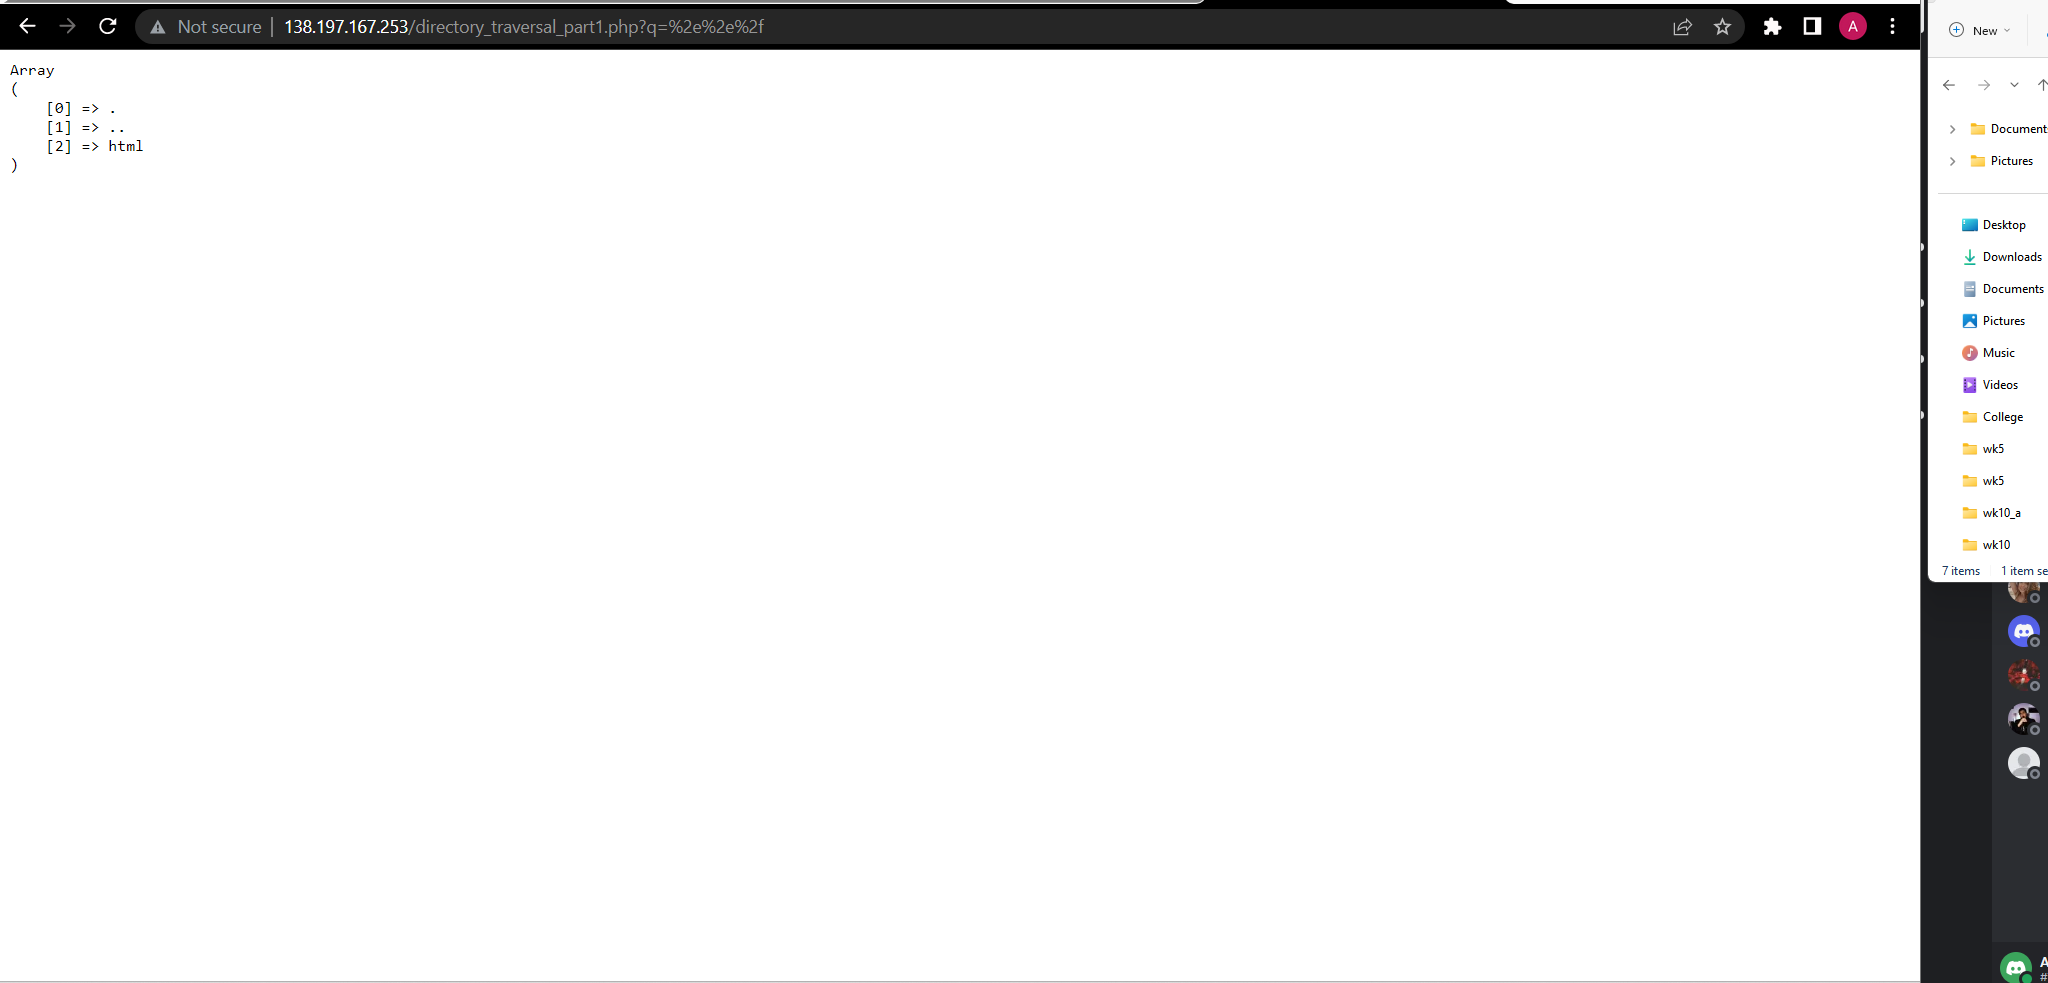 Not secure | 138.197.167.253/directory_traversal_part1.php?q=%2e%2e%2f
A
Array
(
[0] => .
[1] => ..
[2] => html
)
New
Document
Pictures
Desktop
Downloads
Documents
Pictures
Music
Videos
College
wk5
wk5
wk10_a
wk10
7 items 1 item se
A
#